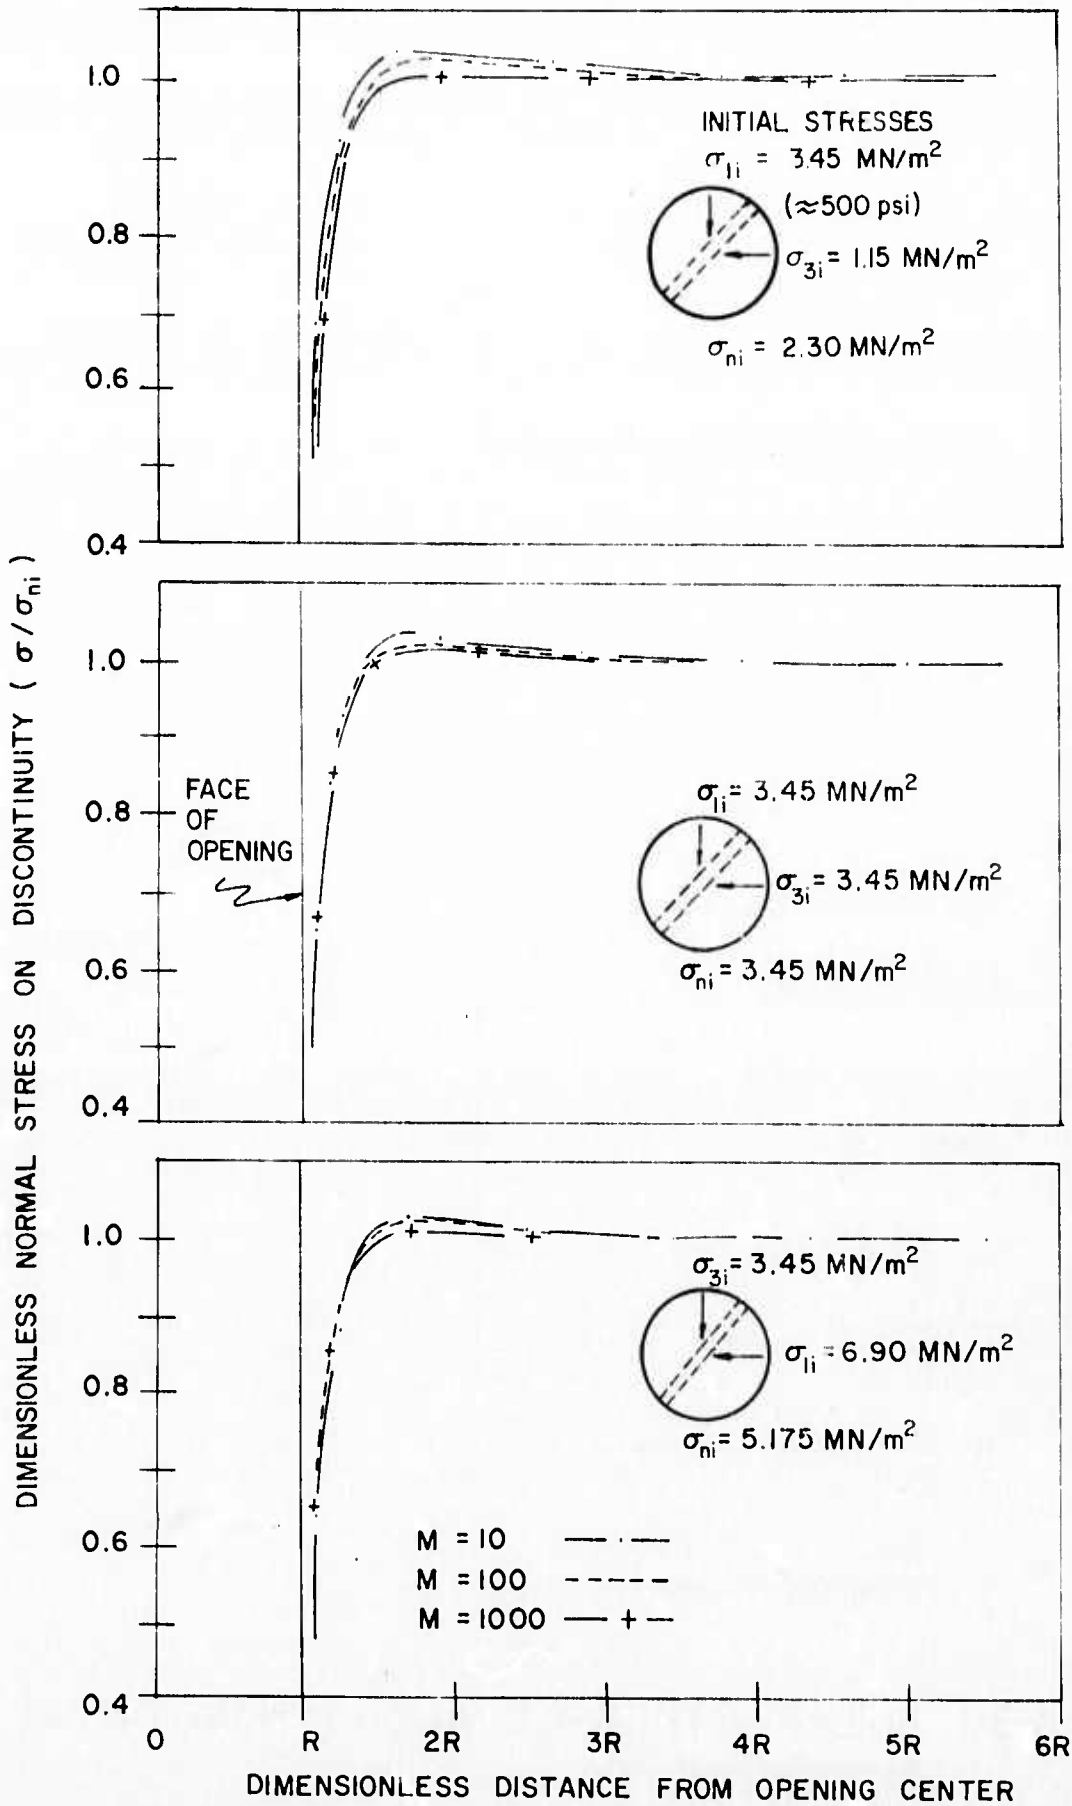 DIMENSIONLESS NORMAL STRESS ON DISCONTINUITY ( σ/σni )
1.0
0.8
0.6
0.4
INITIAL STRESSES
σ1i = 3.45 MN/m²
(≈500 psi)
σ3i = 1.15 MN/m²
σni = 2.30 MN/m²
1.0
0.8
0.6
0.4
FACE
OF
OPENING
σ1i = 3.45 MN/m²
σ3i = 3.45 MN/m²
σni = 3.45 MN/m²
1.0
0.8
0.6
0.4
σ3i = 3.45 MN/m²
σ1i = 6.90 MN/m²
σni = 5.175 MN/m²
M = 10
M = 100
M = 1000
0 R 2R 3R 4R 5R 6R
DIMENSIONLESS DISTANCE FROM OPENING CENTER